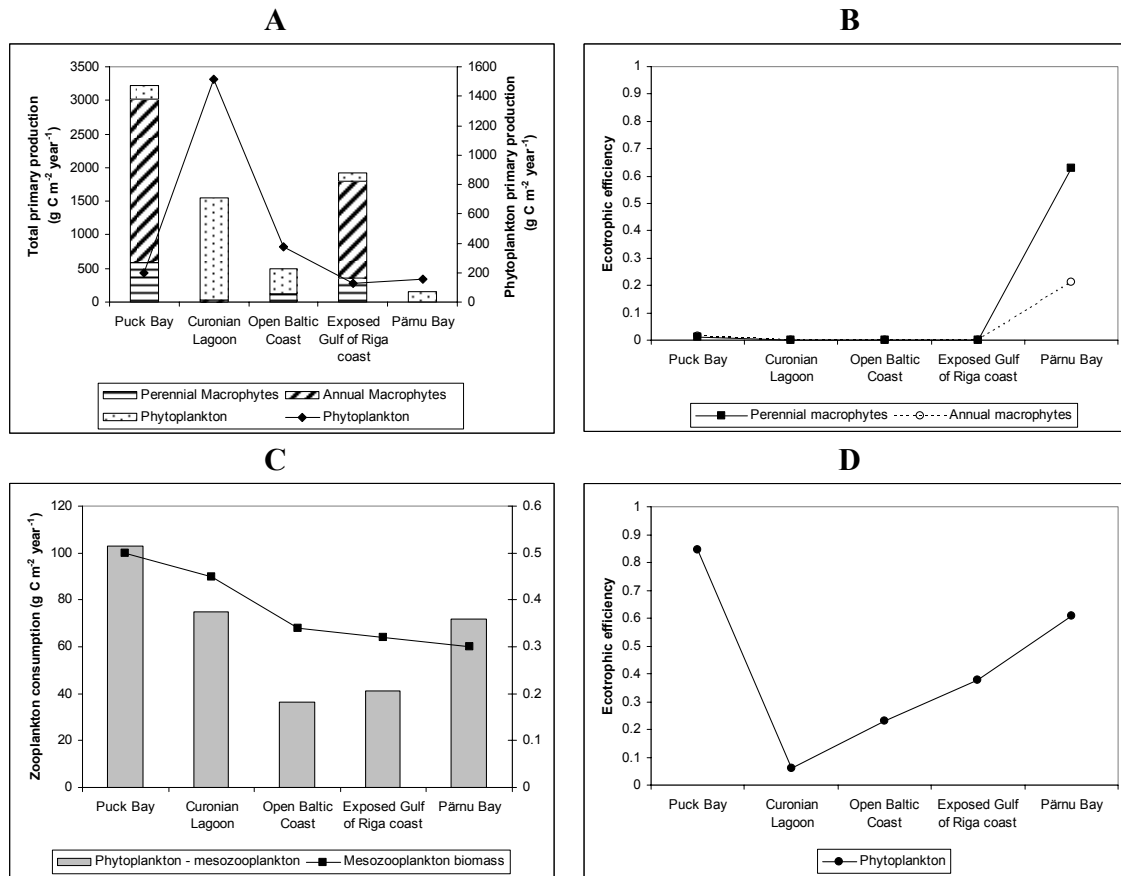 A
Total primary production
(g C m-2 year-1)
3500
3000
2500
2000
1500
1000
500
0
1600
1400
1200
1000
800
600
400
200
0
Phytoplankton primary production
(g C m-2 year-1)
Puck Bay
Curonian
Lagoon
Open Baltic
Coast
Exposed
Gulf of Riga
coast
Pärnu Bay
Perennial Macrophytes
Annual Macrophytes
Phytoplankton
Phytoplankton
B
Ecotrophic efficiency
1
0.9
0.8
0.7
0.6
0.5
0.4
0.3
0.2
0.1
0
Puck Bay
Curonian
Lagoon
Open Baltic
Coast
Exposed Gulf
of Riga coast
Pärnu Bay
Perennial macrophytes
Annual macrophytes
C
Zooplankton consumption (g C m-2 year-1)
120
100
80
60
40
20
0
0.6
0.5
0.4
0.3
0.2
0.1
0
Puck Bay
Curonian
Lagoon
Open Baltic
Coast
Exposed Gulf
of Riga coast
Pärnu Bay
Phytoplankton - mesozooplankton
Mesozooplankton biomass
D
Ecotrophic efficiency
1
0.9
0.8
0.7
0.6
0.5
0.4
0.3
0.2
0.1
0
Puck Bay
Curonian
Lagoon
Open Baltic
Coast
Exposed Gulf
of Riga coast
Pärnu Bay
Phytoplankton